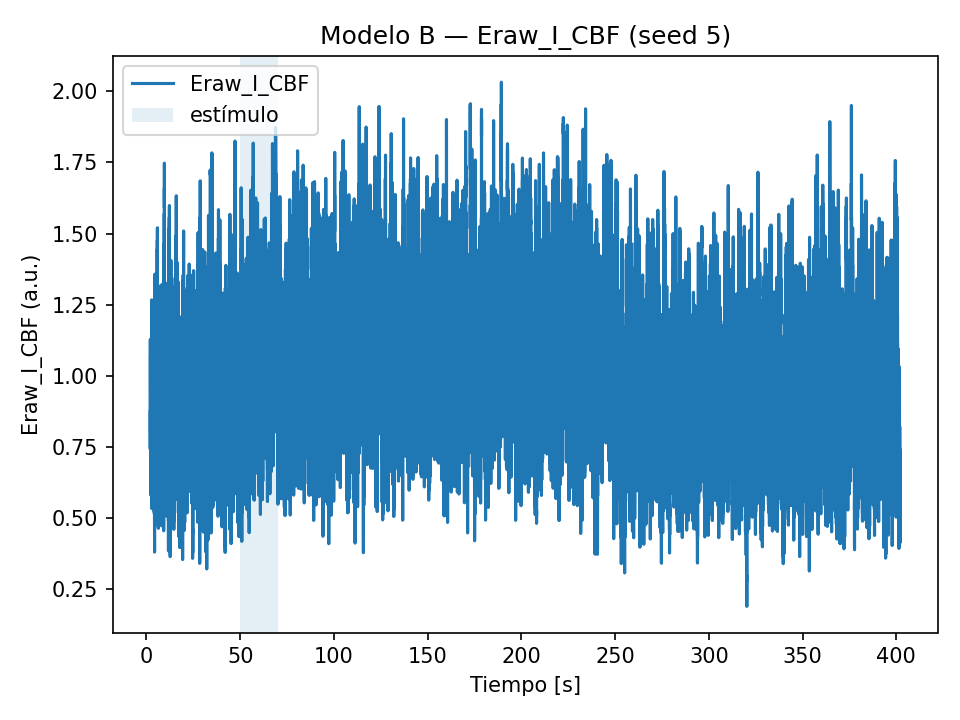 Modelo B — Eraw_I_CBF (seed 5)
Eraw_I_CBF
estímulo
Eraw_I_CBF (a.u.)
2.00
1.75
1.50
1.25
1.00
0.75
0.50
0.25
0 50 100 150 200 250 300 350 400
Tiempo [s]